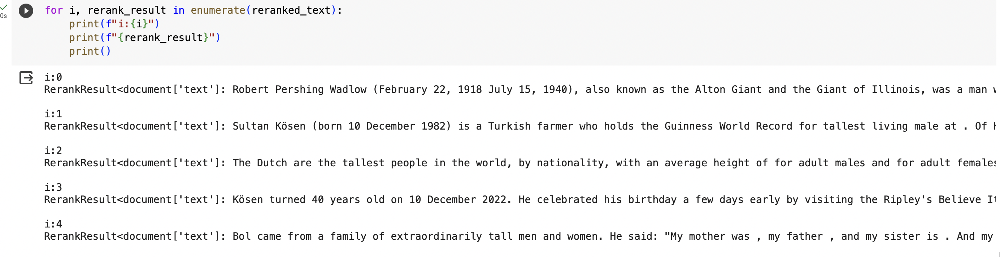 0s
for i, rerank_result in enumerate(reranked_text):
    print(f"i:{i}")
    print(f"{rerank_result}")
    print()
i:0
RerankResult<document['text']: Robert Pershing Wadlow (February 22, 1918 July 15, 1940), also known as the Alton Giant and the Giant of Illinois, was a man
i:1
RerankResult<document['text']: Sultan Kösen (born 10 December 1982) is a Turkish farmer who holds the Guinness World Record for tallest living male at . Of
i:2
RerankResult<document['text']: The Dutch are the tallest people in the world, by nationality, with an average height of for adult males and for adult females
i:3
RerankResult<document['text']: Kösen turned 40 years old on 10 December 2022. He celebrated his birthday a few days early by visiting the Ripley's Believe It
i:4
RerankResult<document['text']: Bol came from a family of extraordinarily tall men and women. He said: "My mother was , my father , and my sister is . And my